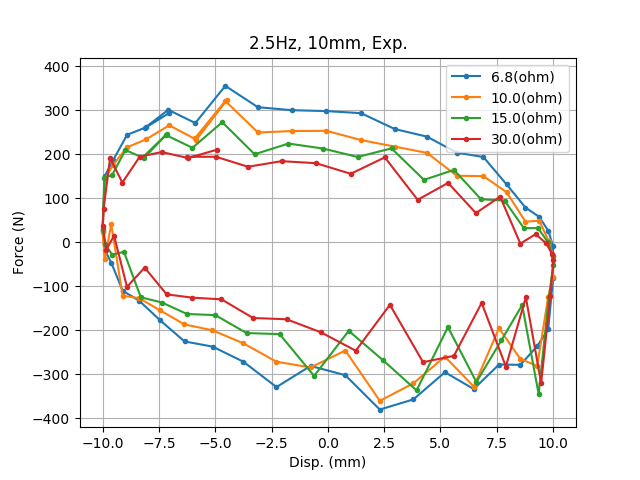 2.5Hz, 10mm, Exp.
6.8(ohm)
10.0(ohm)
15.0(ohm)
30.0(ohm)
Force (N)
400
300
200
100
0
−100
−200
−300
−400
−10.0 −7.5 −5.0 −2.5 0.0 2.5 5.0 7.5 10.0
Disp. (mm)